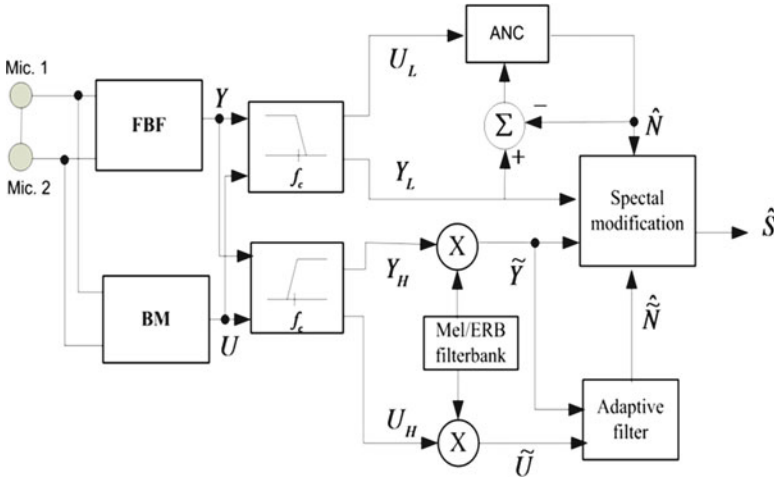 Mic. 1
Mic. 2
FBF
BM
Y
U
f_c
f_c
U_L
Y_L
Y_H
U_H
ANC
Σ
−
+
N̂
X
X
Mel/ERB
filterbank
Ỹ
Ũ
Spectal
modification
Ŝ
Ñ̂
Adaptive
filter